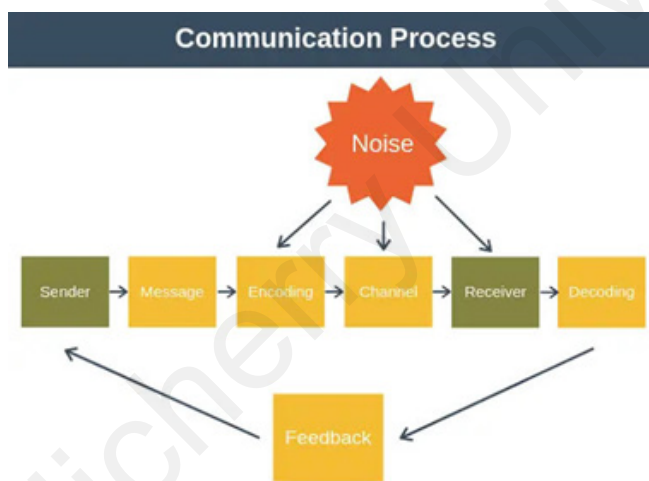 Communication Process
Noise
Sender
Message
Encoding
Channel
Receiver
Decoding
Feedback